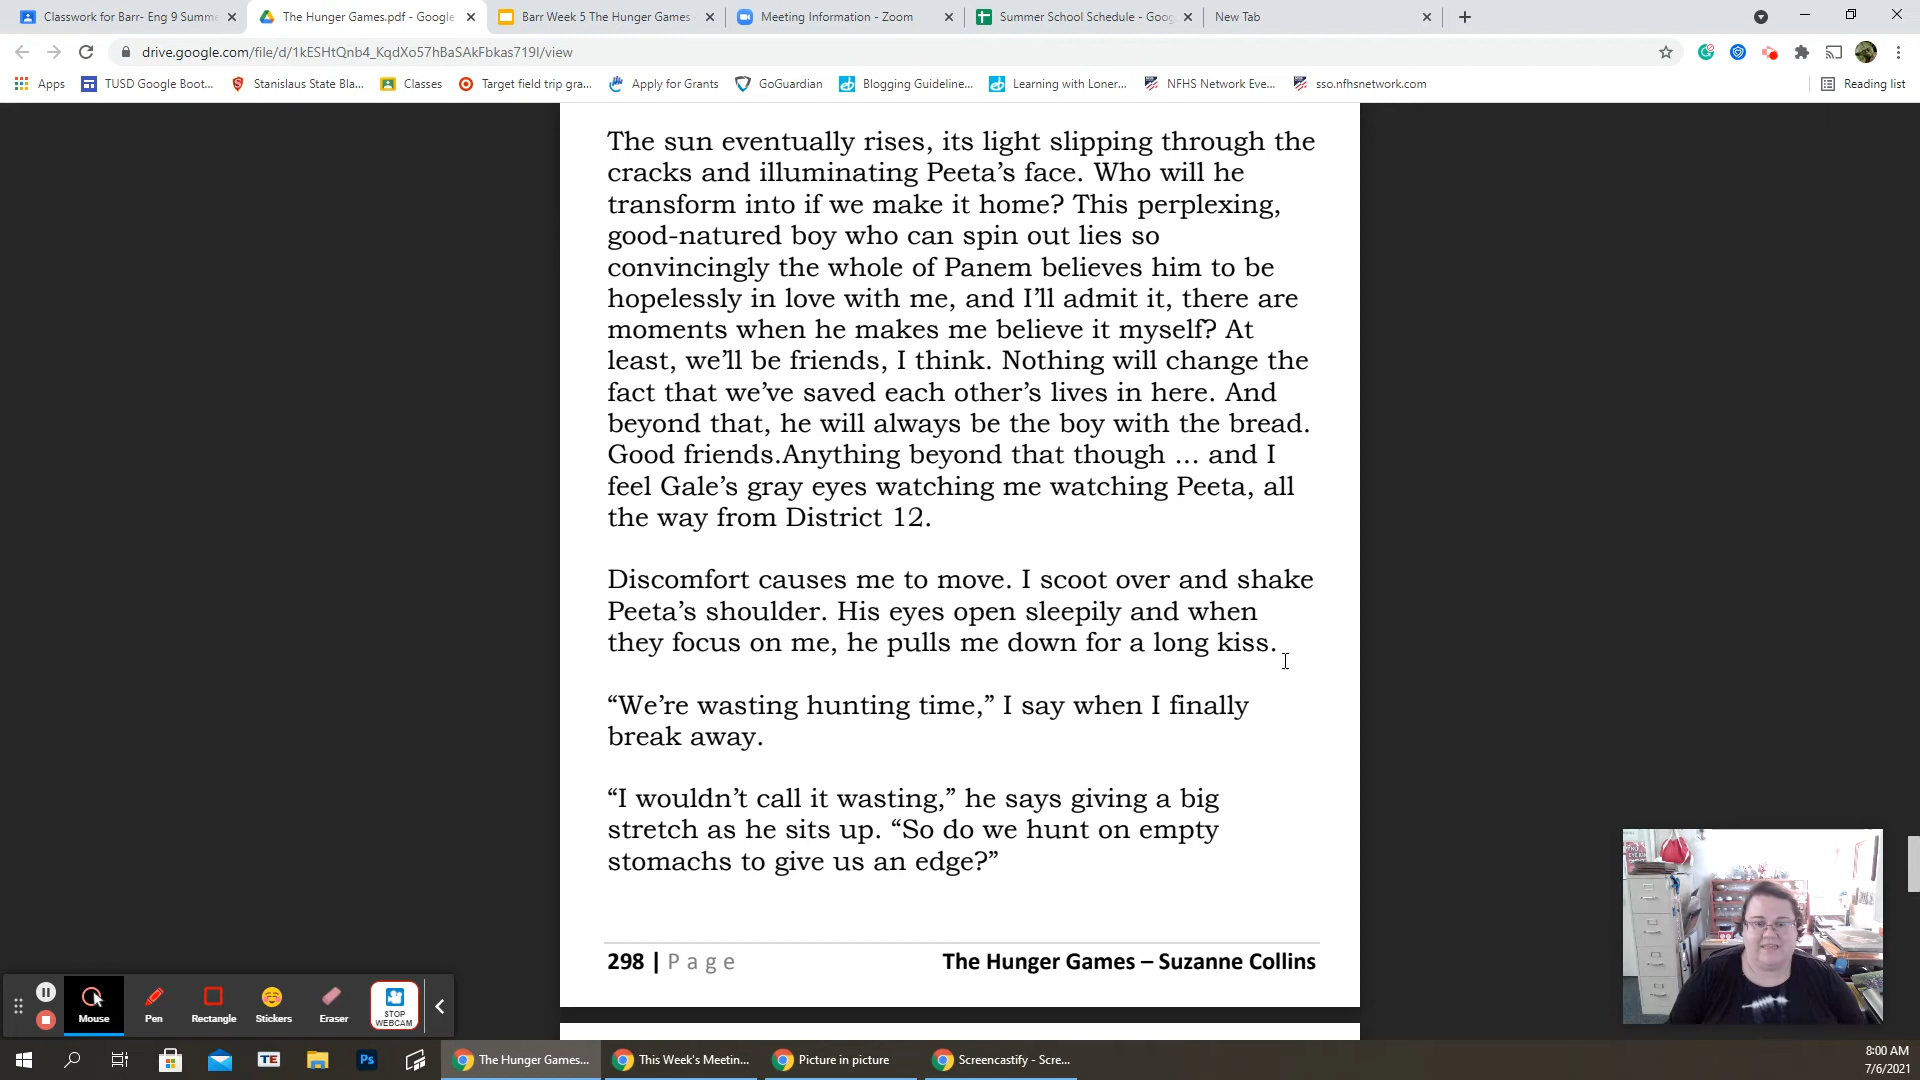 Classwork for Barr- Eng 9 Summe
The Hunger Games.pdf - Google
Barr Week 5 The Hunger Games
Meeting Information - Zoom
Summer School Schedule - Goog
New Tab
drive.google.com/file/d/1kESHtQnb4_KqdXo57hBaSAkFbkas719I/view
Apps
TUSD Google Boot...
Stanislaus State Bla...
Classes
Target field trip gra...
Apply for Grants
GoGuardian
Blogging Guideline...
Learning with Loner...
NFHS Network Eve...
sso.nfhsnetwork.com
Reading list
The sun eventually rises, its light slipping through the
cracks and illuminating Peeta’s face. Who will he
transform into if we make it home? This perplexing,
good-natured boy who can spin out lies so
convincingly the whole of Panem believes him to be
hopelessly in love with me, and I’ll admit it, there are
moments when he makes me believe it myself? At
least, we’ll be friends, I think. Nothing will change the
fact that we’ve saved each other’s lives in here. And
beyond that, he will always be the boy with the bread.
Good friends.Anything beyond that though ... and I
feel Gale’s gray eyes watching me watching Peeta, all
the way from District 12.
Discomfort causes me to move. I scoot over and shake
Peeta’s shoulder. His eyes open sleepily and when
they focus on me, he pulls me down for a long kiss.
“We’re wasting hunting time,” I say when I finally
break away.
“I wouldn’t call it wasting,” he says giving a big
stretch as he sits up. “So do we hunt on empty
stomachs to give us an edge?”
298 | Page
The Hunger Games – Suzanne Collins
Mouse
Pen
Rectangle
Stickers
Eraser
STOP
WEBCAM
TE
Ps
The Hunger Games...
This Week's Meetin...
Picture in picture
Screencastify - Scre...
8:00 AM
7/6/2021